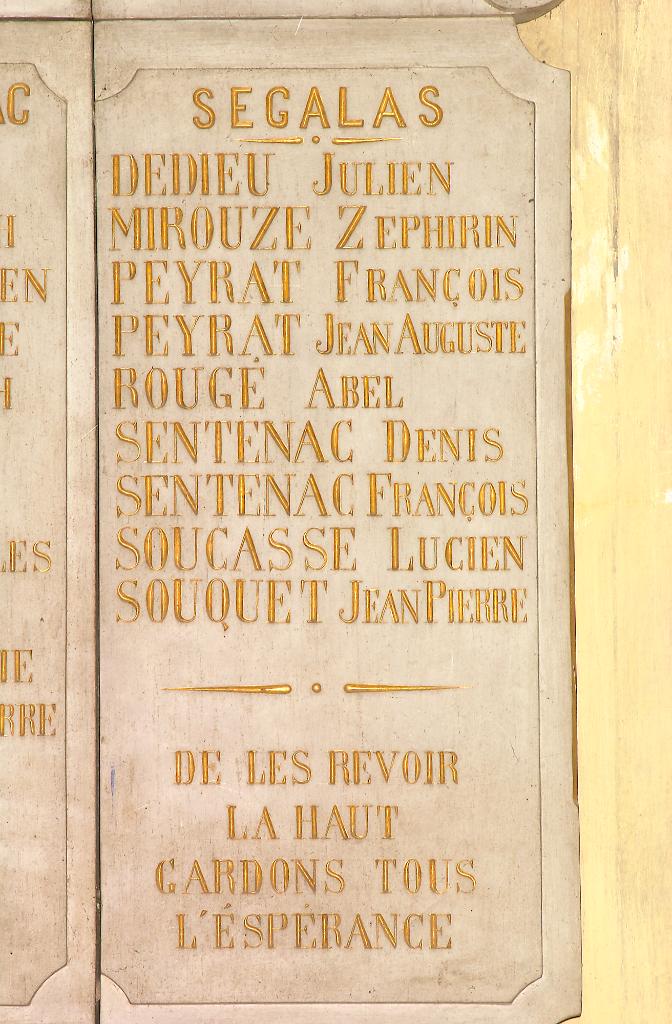 SEGALAS
DEDIEU JULIEN
MIROUZE ZEPHIRIN
PEYRAT FRANÇOIS
PEYRAT JEAN AUGUSTE
ROUGÉ ABEL
SENTENAC DENIS
SENTENAC FRANÇOIS
SOUCASSE LUCIEN
SOUQUET JEAN PIERRE
DE LES REVOIR
LA HAUT
GARDONS TOUS
L'ÉSPÉRANCE